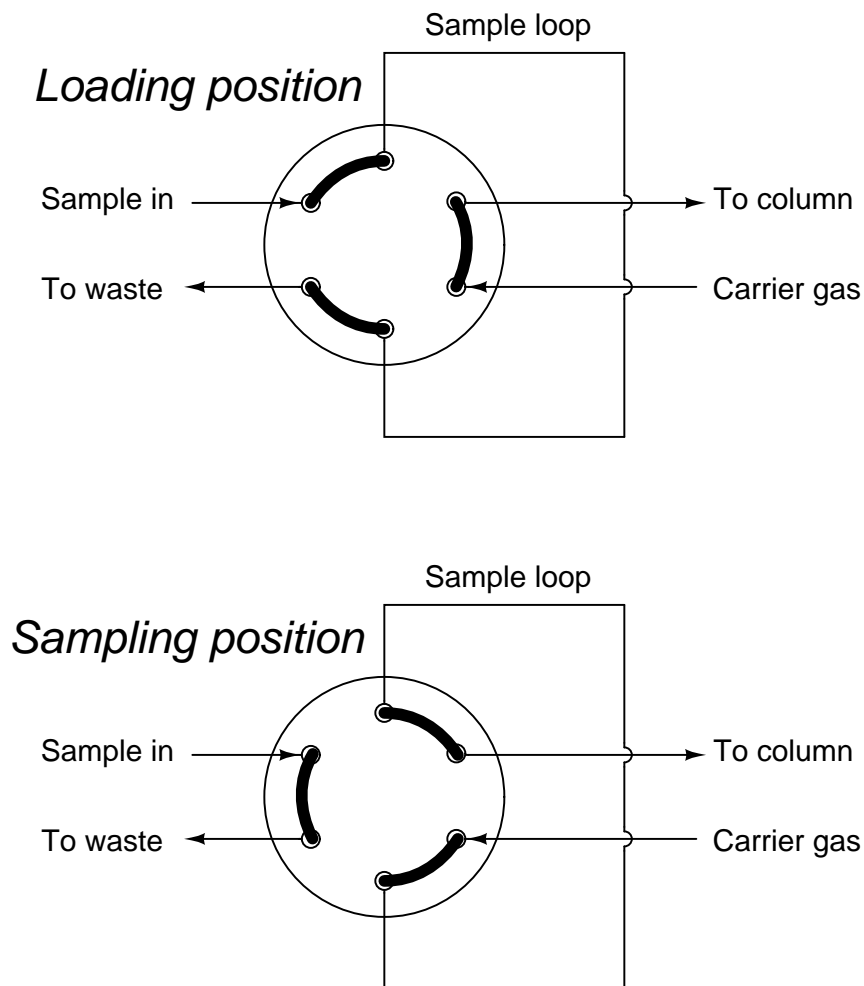 Sample loop
Loading position
Sample in
To column
To waste
Carrier gas
Sample loop
Sampling position
Sample in
To column
To waste
Carrier gas